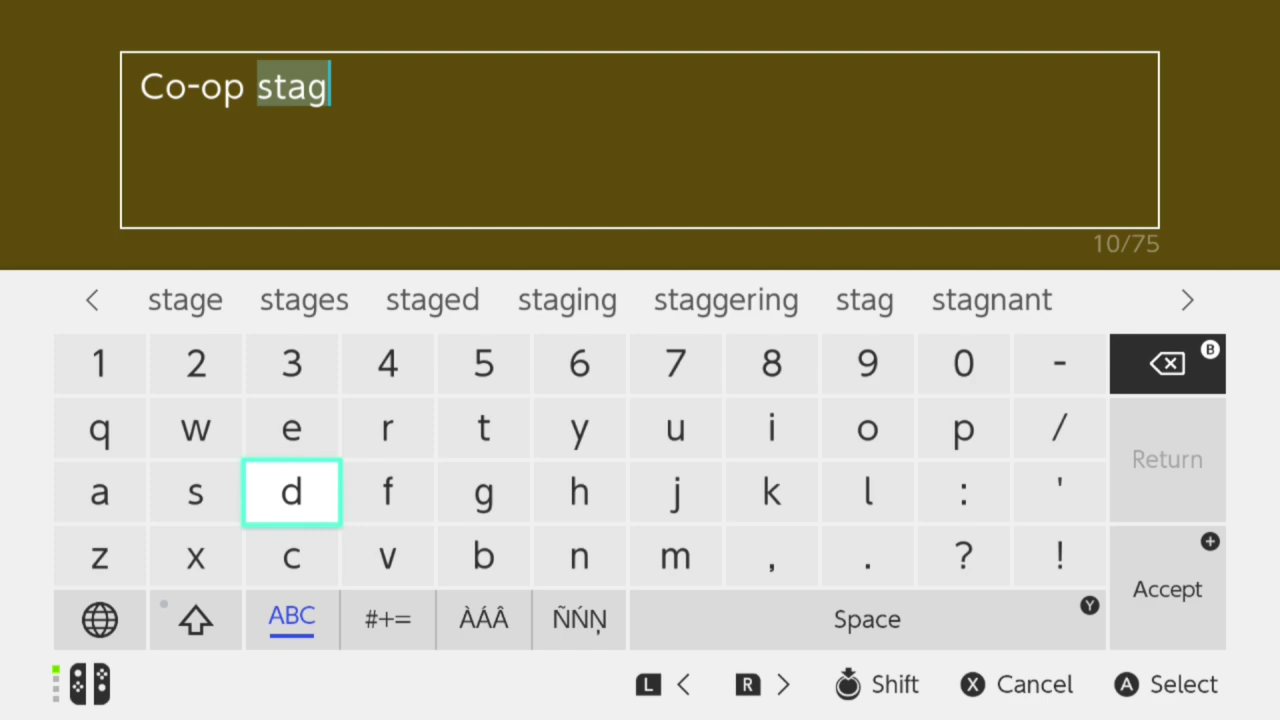 Co-op stag
10/75
stage stages staged staging staggering stag stagnant
1 2 3 4 5 6 7 8 9 0 - B
q w e r t y u i o p /
Return
a s d f g h j k l : '
z x c v b n m , . ? ! +
Accept
ABC #+= ÀÁÂ ÑŃŅ Space Y
L < R > Shift X Cancel A Select